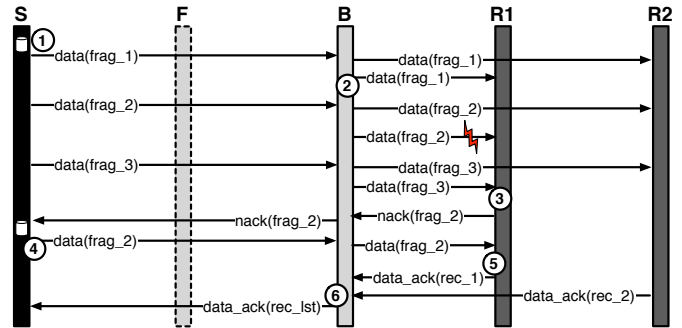 S F B R1 R2
1
data(frag_1) data(frag_1)
data(frag_1)
2
data(frag_2) data(frag_2)
data(frag_2)
data(frag_3) data(frag_3)
data(frag_3)
3
nack(frag_2) nack(frag_2)
4 data(frag_2) data(frag_2)
5
data_ack(rec_1)
6 data_ack(rec_2)
data_ack(rec_lst)